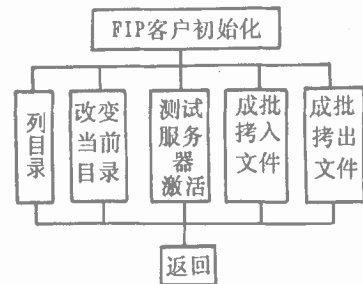 FIP客户初始化
列目录
改变
当前
目录
测试
服务
器
激活
成批
拷入
文件
成批
拷出
文件
返回